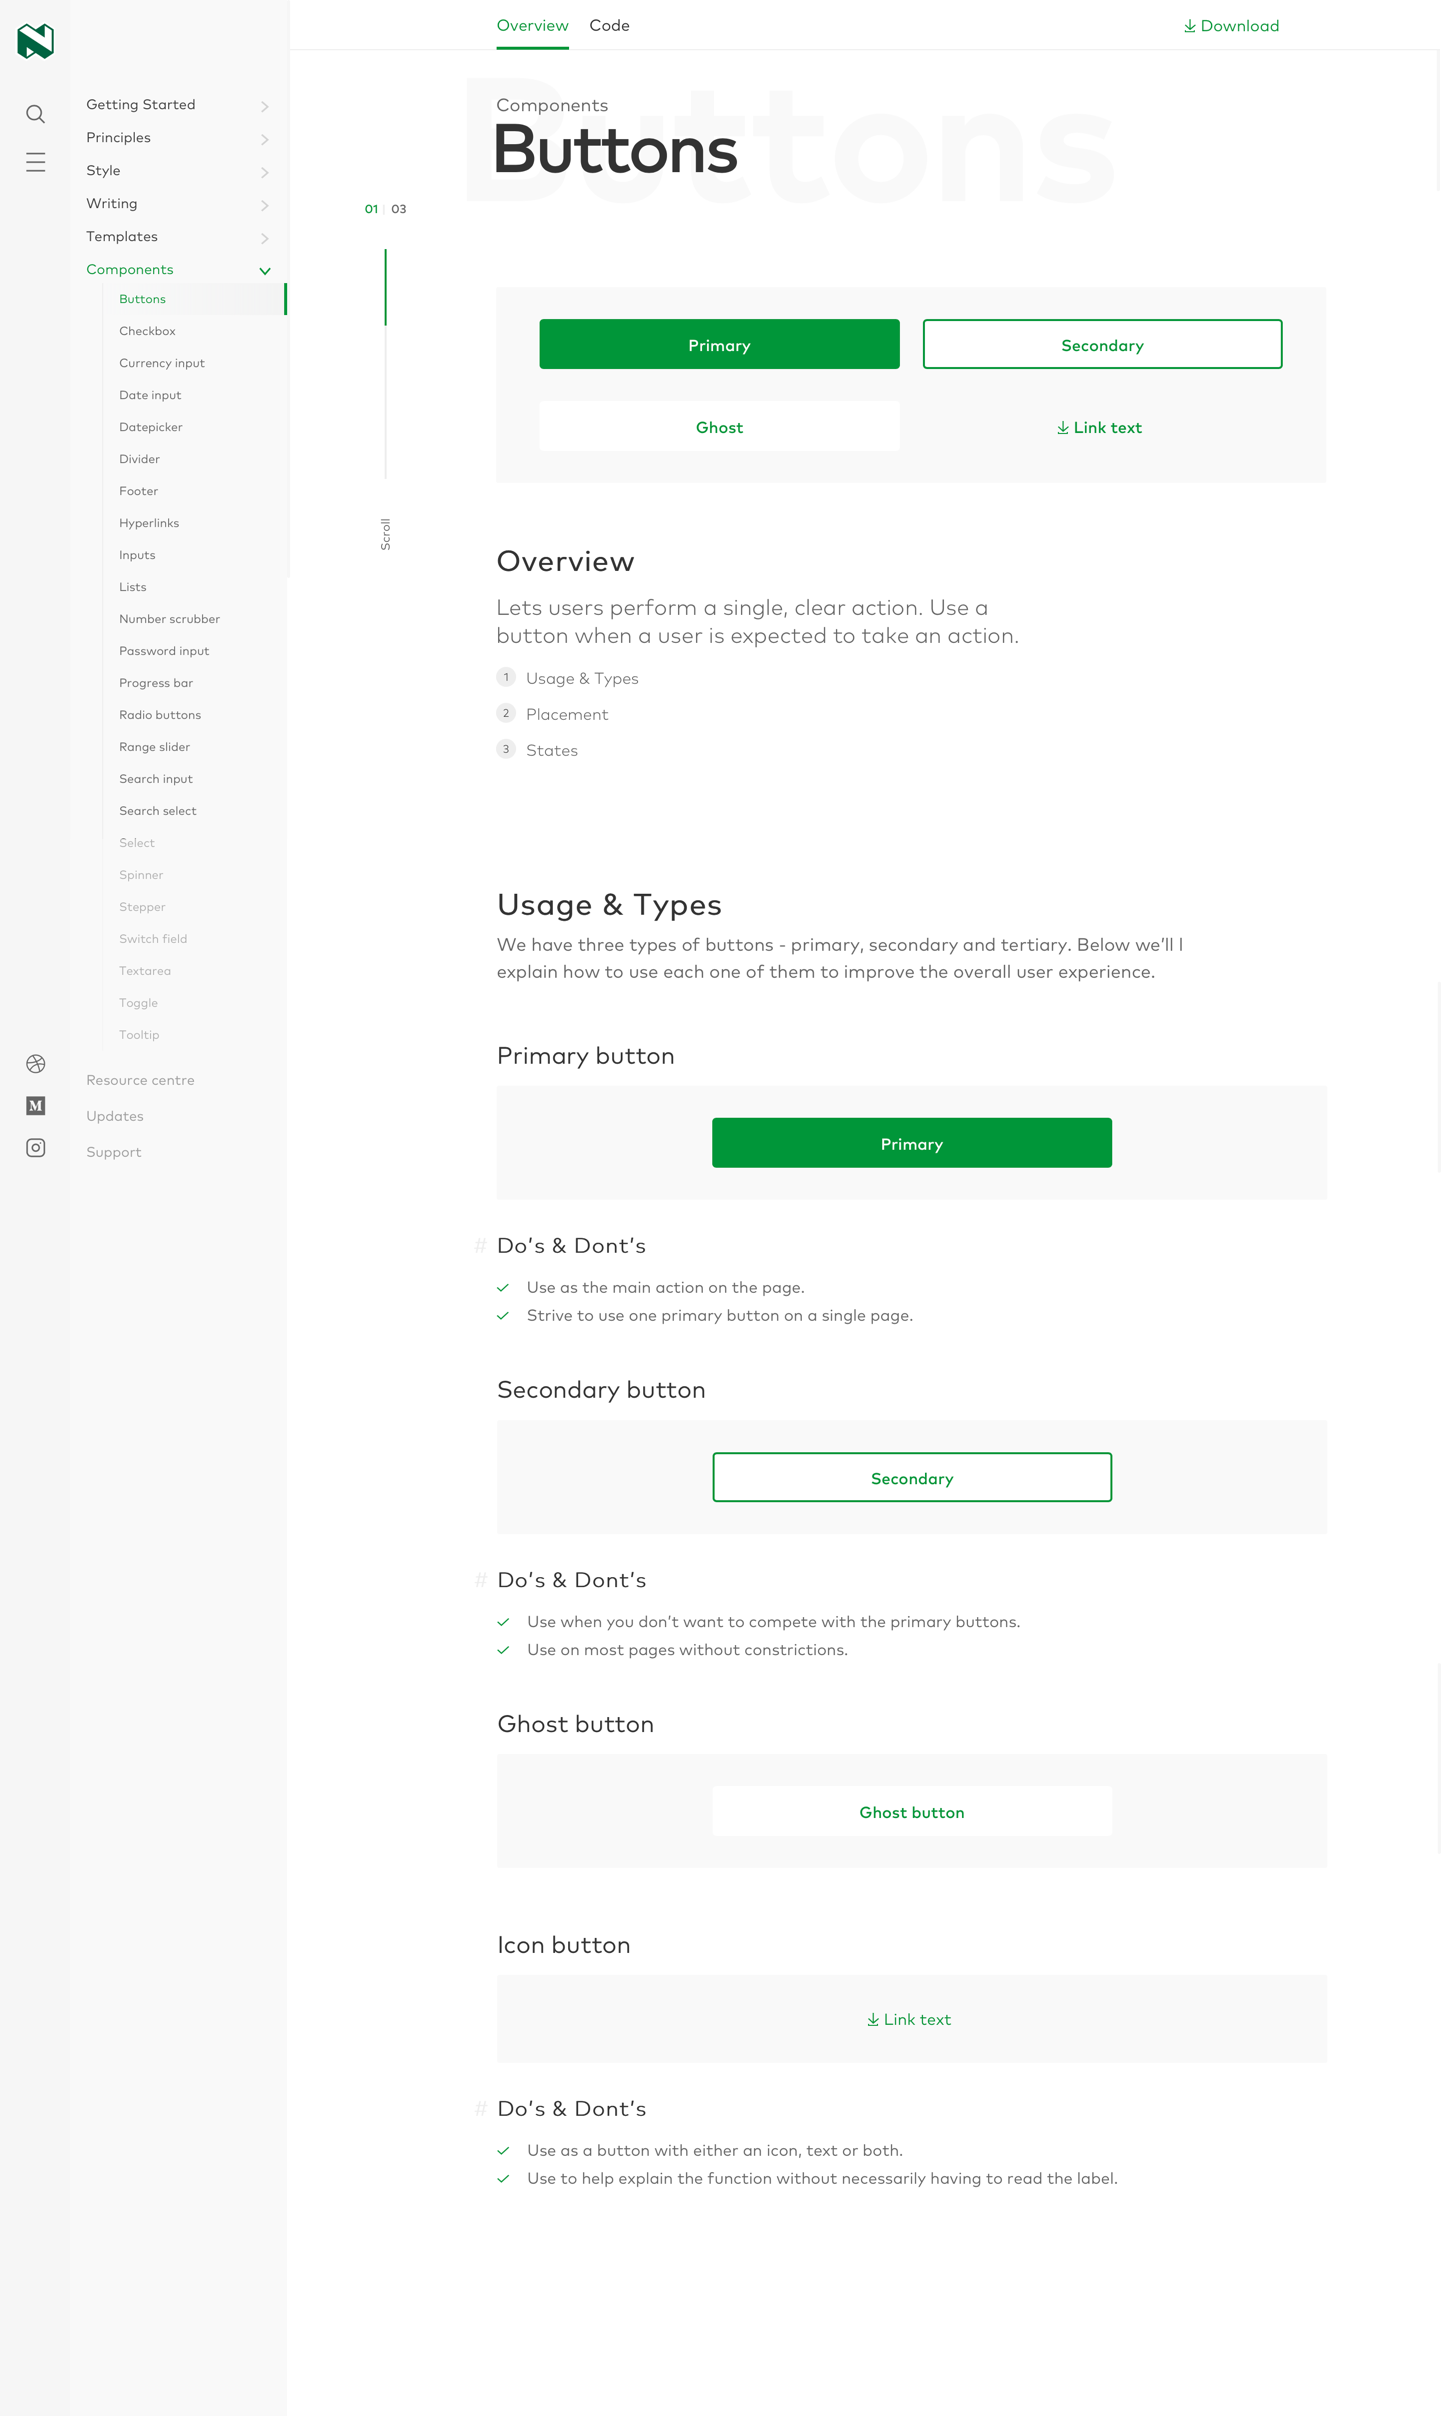 Overview
Code
Download
Getting Started
Principles
Style
Writing
Templates
Components
Buttons
Checkbox
Currency input
Date input
Datepicker
Divider
Footer
Hyperlinks
Inputs
Lists
Number scrubber
Password input
Progress bar
Radio buttons
Range slider
Search input
Search select
Select
Spinner
Stepper
Switch field
Textarea
Toggle
Tooltip
Resource centre
Updates
Support
01 | 03
Scroll
Buttons
Components
Buttons
Primary
Secondary
Ghost
Link text
Overview
Lets users perform a single, clear action. Use a
button when a user is expected to take an action.
1 Usage & Types
2 Placement
3 States
Usage & Types
We have three types of buttons - primary, secondary and tertiary. Below we'll l
explain how to use each one of them to improve the overall user experience.
Primary button
Primary
# Do's & Dont's
Use as the main action on the page.
Strive to use one primary button on a single page.
Secondary button
Secondary
# Do's & Dont's
Use when you don't want to compete with the primary buttons.
Use on most pages without constrictions.
Ghost button
Ghost button
Icon button
Link text
# Do's & Dont's
Use as a button with either an icon, text or both.
Use to help explain the function without necessarily having to read the label.